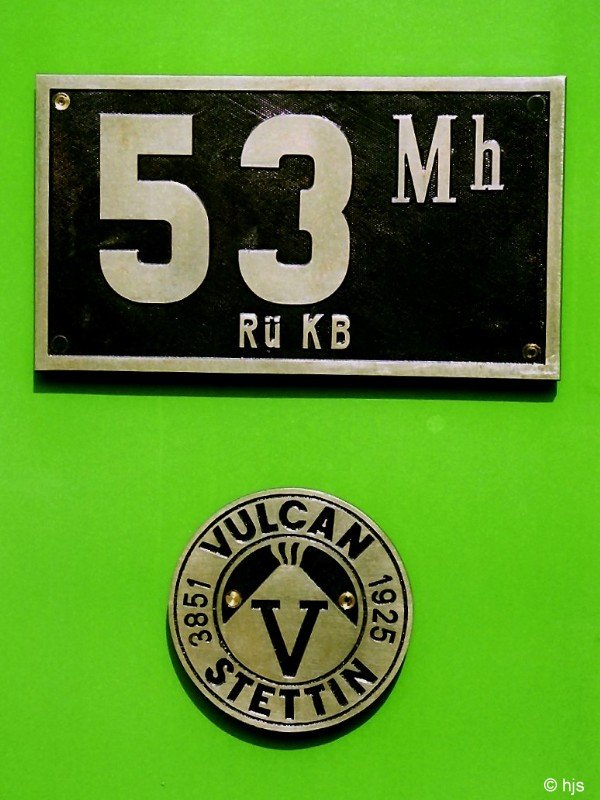 53 Mh
Rü KB
VULCAN
3851 1925
V
STETTIN
© hjs